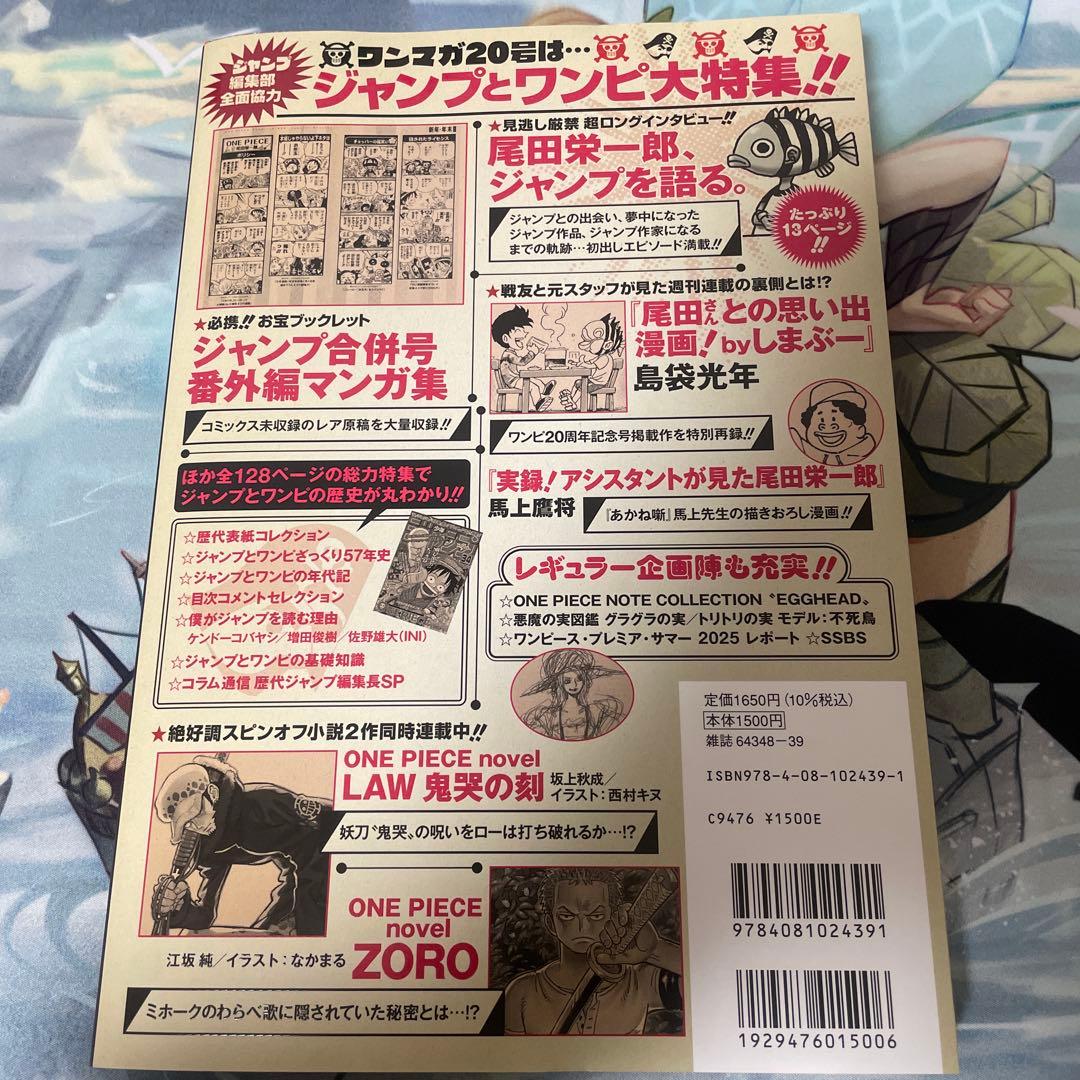 ジャンプ
編集部
全面協力
ワンマガ20号は…
ジャンプとワンピ大特集!!
ONE PIECE
★必携!! お宝ブックレット
ジャンプ合併号
番外編マンガ集
コミックス未収録のレア原稿を大量収録!!
★見逃し厳禁 超ロングインタビュー!!
尾田栄一郎、
ジャンプを語る。
ジャンプとの出会い、夢中になった
ジャンプ作品、ジャンプ作家になる
までの軌跡…初出しエピソード満載!!
たっぷり
13ページ
!!
★戦友と元スタッフが見た週刊連載の裏側とは!?
『尾田さんとの思い出
漫画!byしまぶー』
島袋光年
ワンピ20周年記念号掲載作を特別再録!!
『実録!アシスタントが見た尾田栄一郎』
馬上鷹将
『あかね噺』馬上先生の描きおろし漫画!!
ほか全128ページの総力特集で
ジャンプとワンピの歴史が丸わかり!!
☆歴代表紙コレクション
☆ジャンプとワンピざっくり57年史
☆ジャンプとワンピの年代記
☆目次コメントセレクション
☆僕がジャンプを読む理由
ケンドーコバヤシ/増田俊樹/佐野雄大(INI)
☆ジャンプとワンピの基礎知識
☆コラム通信 歴代ジャンプ編集長SP
レギュラー企画陣も充実!!
☆ONE PIECE NOTE COLLECTION〝EGGHEAD〟
☆悪魔の実図鑑 グラグラの実/トリトリの実 モデル:不死鳥
☆ワンピース・プレミア・サマー 2025 レポート ☆SSBS
★絶好調スピンオフ小説2作同時連載中!!
ONE PIECE novel
LAW 鬼哭の刻
坂上秋成/
イラスト:西村キヌ
妖刀〝鬼哭〟の呪いをローは打ち破れるか…!?
ONE PIECE
novel
ZORO
江坂 純/イラスト:なかまる
ミホークのわらべ歌に隠されていた秘密とは…!?
定価1650円(10%税込)
本体1500円
雑誌 64348-39
ISBN978-4-08-102439-1
C9476 ¥1500E
9784081024391
1929476015006